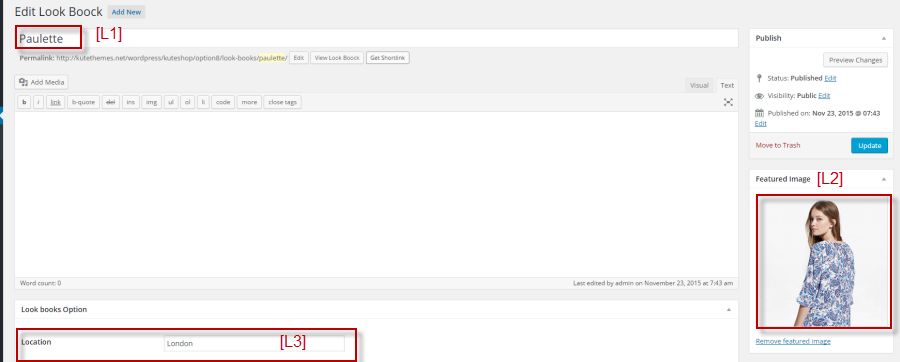 Edit Look Boock Add New
Paulette [L1]
Permalink: http://kutethemes.net/wordpress/kuteshop/option8/look-books/paulette/ Edit View Look Boock Get Shortlink
Add Media
Visual Text
b i link b-quote del ins img ul ol li code more close tags
Word count: 0 Last edited by admin on November 23, 2015 at 7:43 am
Look books Option
Location London [L3]
Publish
Preview Changes
Status: Published Edit
Visibility: Public Edit
Published on: Nov 23, 2015 @ 07:43
Edit
Move to Trash Update
Featured Image [L2]
Remove featured image